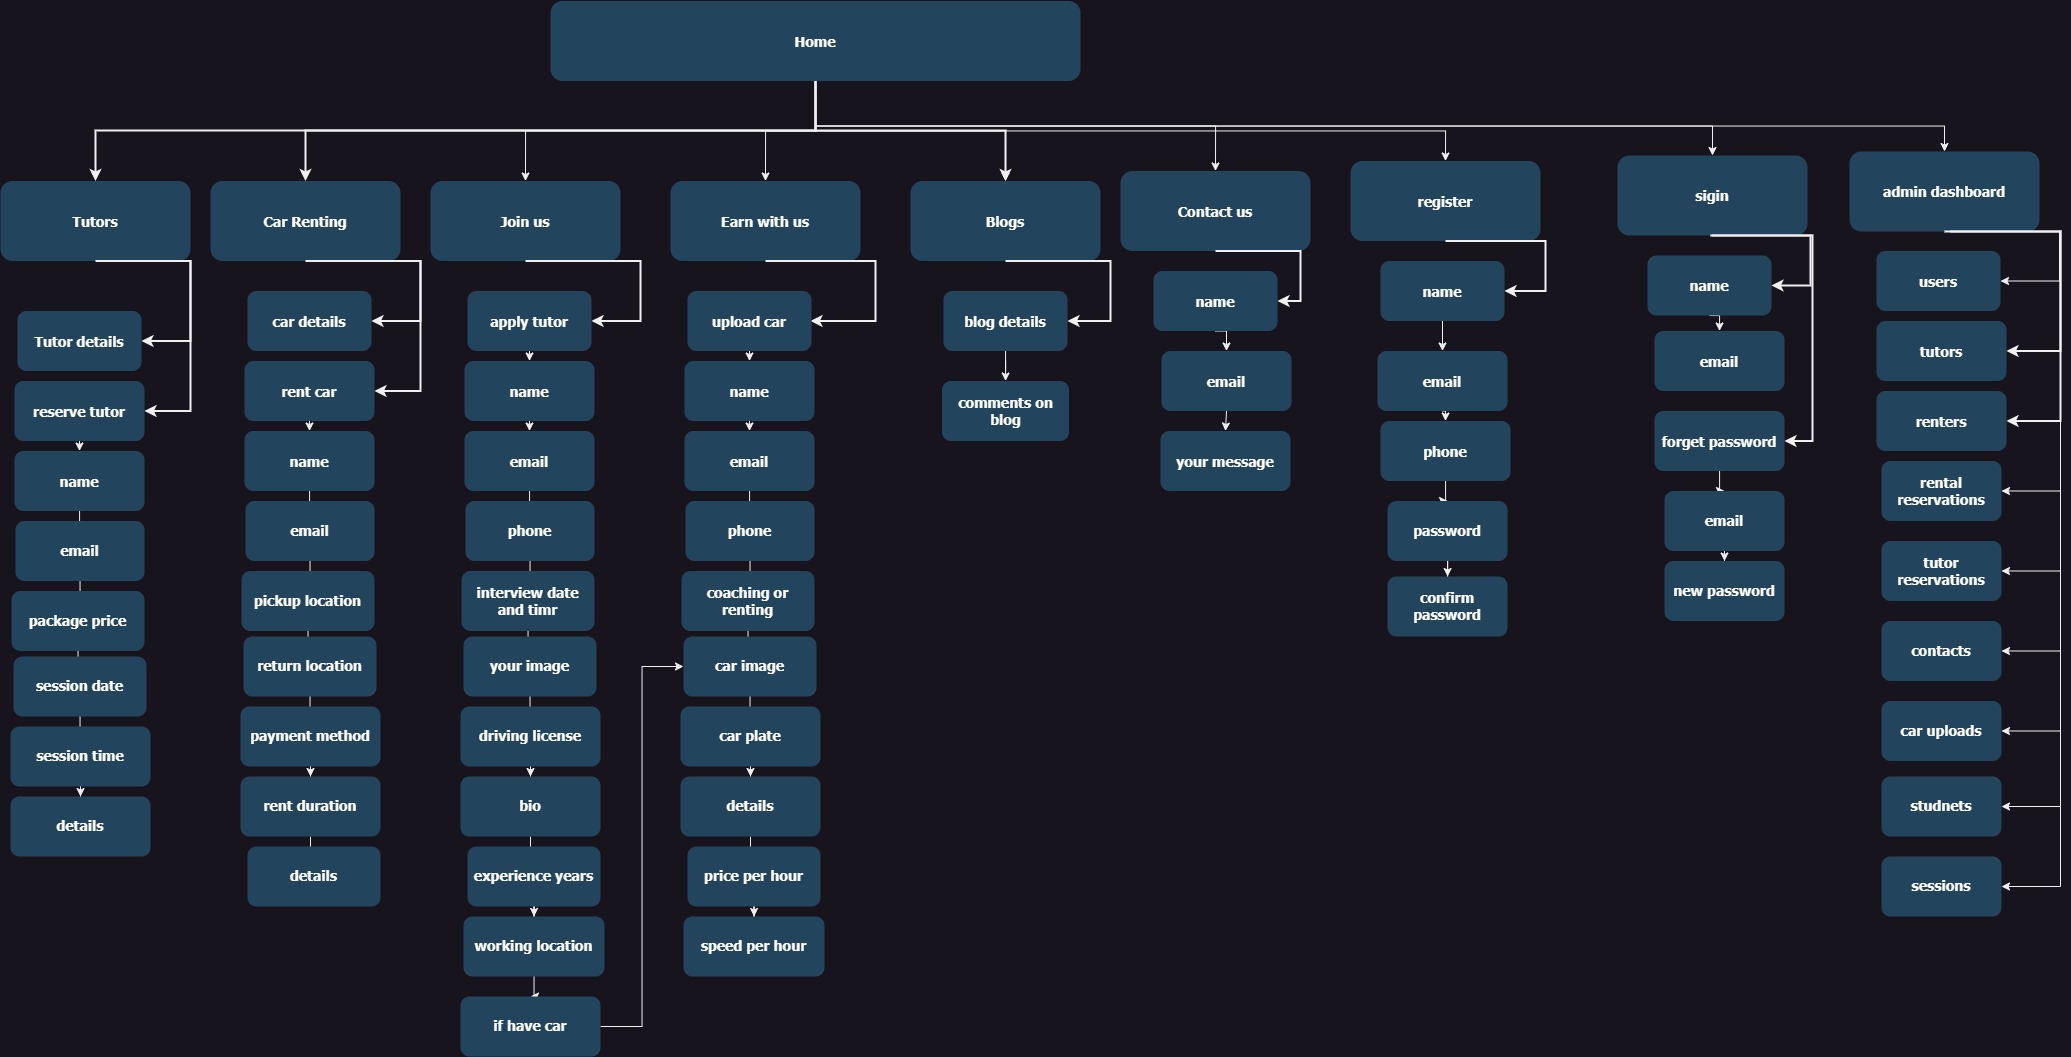 Home
Tutors
Tutor details
reserve tutor
name
email
package price
session date
session time
details
Car Renting
car details
rent car
name
email
pickup location
return location
payment method
rent duration
details
Join us
apply tutor
name
email
phone
interview date
and timr
your image
driving license
bio
experience years
working location
if have car
Earn with us
upload car
name
email
phone
coaching or
renting
car image
car plate
details
price per hour
speed per hour
Blogs
blog details
comments on
blog
Contact us
name
email
your message
register
name
email
phone
password
confirm
password
sigin
name
email
forget password
email
new password
admin dashboard
users
tutors
renters
rental
reservations
tutor
reservations
contacts
car uploads
studnets
sessions